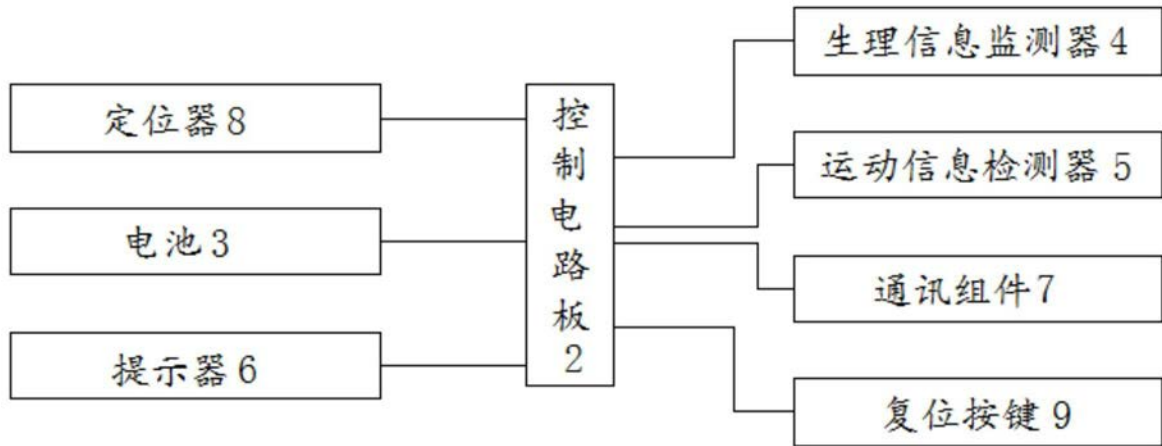 定位器8
电池3
提示器6
控制电路板2
生理信息监测器4
运动信息检测器5
通讯组件7
复位按键9